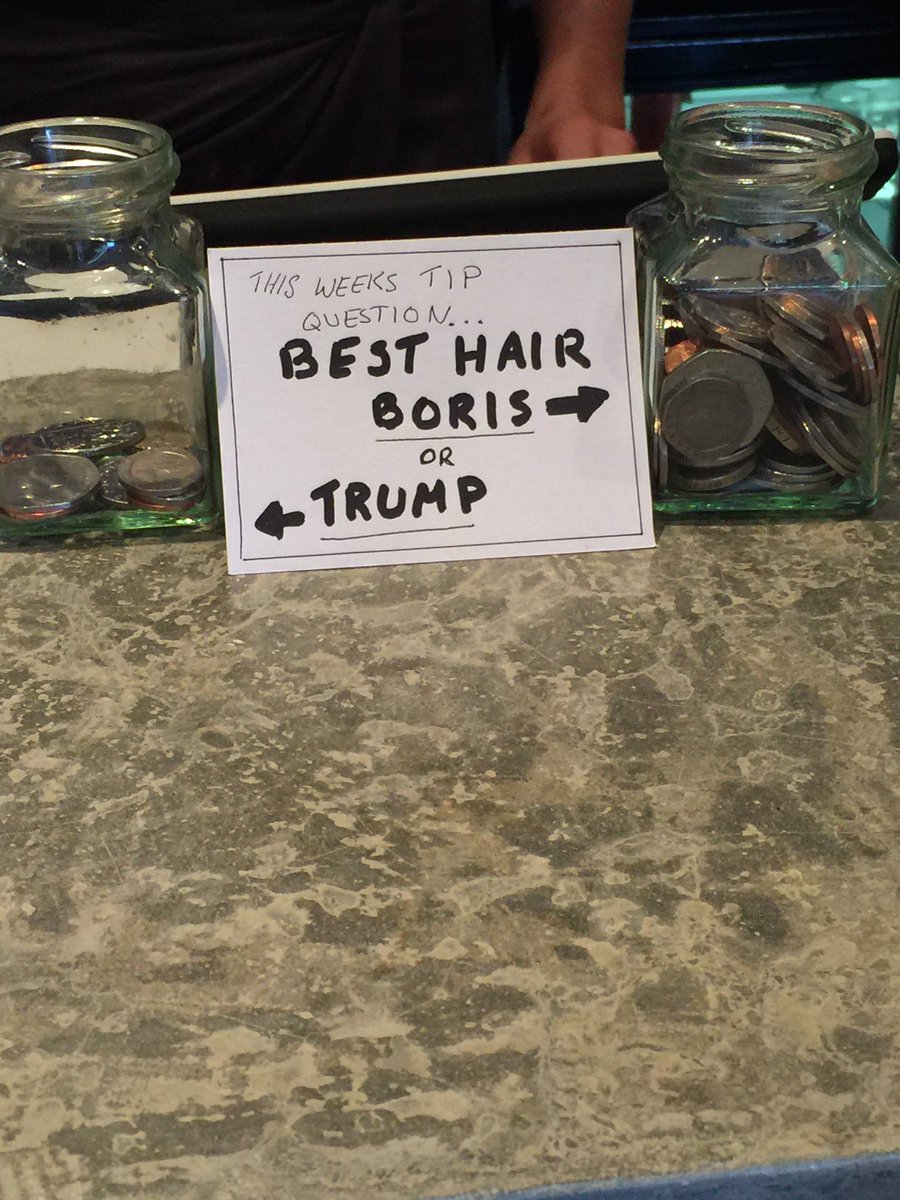 THIS WEEKS TIP
QUESTION...
BEST HAIR
BORIS →
OR
← TRUMP